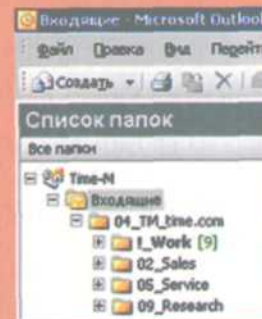 Входящие - Microsoft Outlook
Файл Правка Вид Перейти
Создать
Список папок
Все папки
Time-M
Входящие
04_TM_time.com
!_Work [9]
02_Sales
05_Service
09_Research